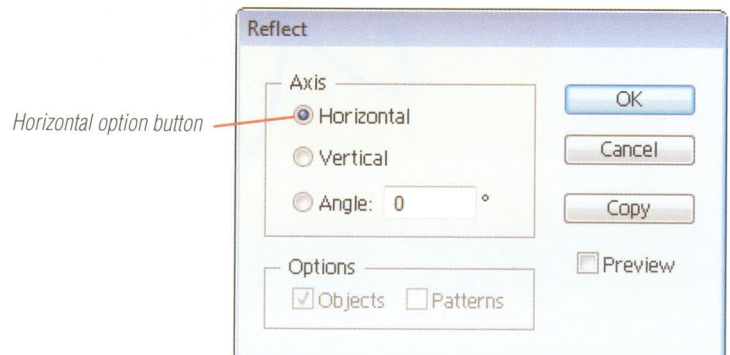 Reflect
Axis
Horizontal option button
Horizontal
OK
Vertical
Cancel
Angle: 0 °
Copy
Options
Preview
Objects Patterns